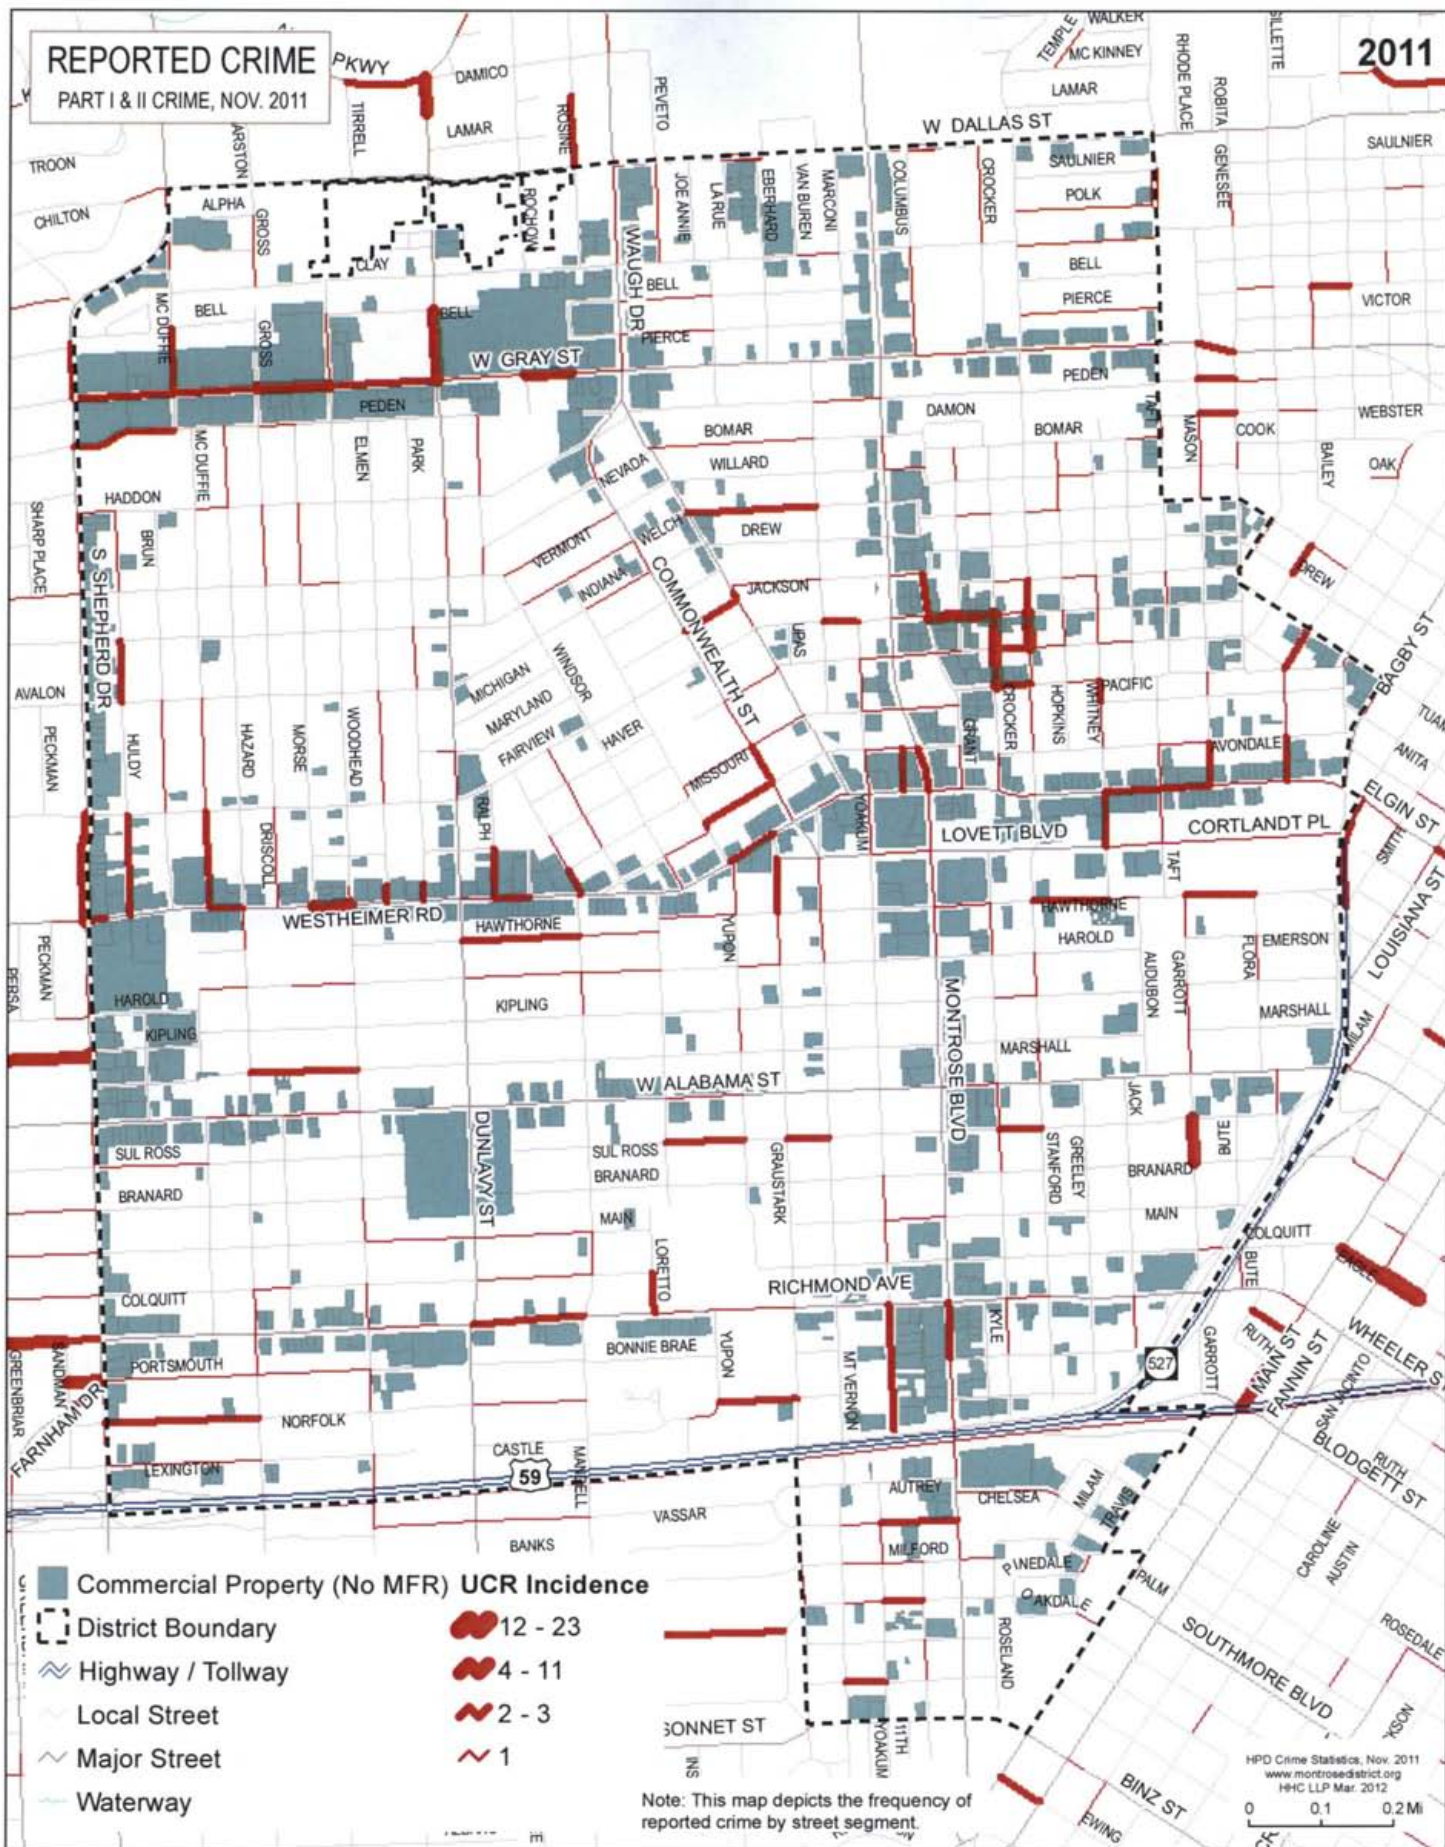 REPORTED CRIME
PART I & II CRIME, NOV. 2011
2011
PKWY
DAMICO
TEMPLE
WALKER
MC KINNEY
LAMAR
RHODE PLACE
ROBITA
TIRRELL
LAMAR
ROSINE
PEVETO
W DALLAS ST
SAULNIER
SAULNIER
TROON
CHILTON
ALPHA
GROSS
ROCHOW
JOE ANNIE
LA RUE
EBERHARD
VAN BUREN
MARCONI
COLUMBUS
CROCKER
POLK
GENESEE
CLAY
WAUGH DR
BELL
BELL
MC DUFFIE
BELL
GROSS
BELL
PIERCE
PIERCE
VICTOR
W GRAY ST
PEDEN
PEDEN
TAFT
BOMAR
DAMON
BOMAR
MASON
COOK
WEBSTER
MC DUFFIE
ELMEN
PARK
NEVADA
WILLARD
BAILEY
OAK
HADDON
SHARP PLACE
BRUN
VERMONT
WELCH
DREW
DREW
S SHEPHERD DR
INDIANA
COMMONWEALTH ST
JACKSON
UPAS
BAGBY ST
AVALON
MICHIGAN
WINDSOR
MARYLAND
FAIRVIEW
HAVER
PACIFIC
CROCKER
HOPKINS
WHITNEY
GRANT
PECKMAN
HULDY
HAZARD
MORSE
WOODHEAD
MISSOURI
AVONDALE
ANITA
ELGIN ST
RALPH
YOAKUM
LOVETT BLVD
CORTLANDT PL
SMITH
DRISCOLL
TAFT
LOUISIANA ST
WESTHEIMER RD
HAWTHORNE
YUPON
HAWTHORNE
HAROLD
EMERSON
PECKMAN
PERSA
HAROLD
KIPLING
KIPLING
MONTROSE BLVD
AUDUBON
GARROTT
FLORA
MARSHALL
MARSHALL
MILAM
W ALABAMA ST
JACK
BUTE
SUL ROSS
BRANARD
DUNLAVY ST
SUL ROSS
BRANARD
GRAUSTARK
STANFORD
GREELEY
BRANARD
MAIN
MAIN
COLQUITT
LORETTO
RICHMOND AVE
BUTE
EAGLE
COLQUITT
KYLE
WHEELER S
SANDMAN
GREENBRIAR
PORTSMOUTH
BONNIE BRAE
YUPON
MT VERNON
527
GARROTT
RUTH
MAIN ST
FANNIN ST
SAN JACINTO
FARNHAM DR
NORFOLK
CASTLE
MANDELL
59
LEXINGTON
BLODGETT ST
RUTH
AUTREY
CHELSEA
MILAM
TRAVIS
VASSAR
BANKS
MILFORD
PINEDALE
OAKDALE
PALM
CAROLINE
AUSTIN
ROSELAND
SOUTHMORE BLVD
ROSEDALE
SONNET ST
YOAKUM
11TH
BINZ ST
EWING
Commercial Property (No MFR)
District Boundary
Highway / Tollway
Local Street
Major Street
Waterway
UCR Incidence
12 - 23
4 - 11
2 - 3
1
Note: This map depicts the frequency of
reported crime by street segment.
HPD Crime Statistics, Nov. 2011
www.montrosedistrict.org
HHC LLP Mar. 2012
0 0.1 0.2 Mi